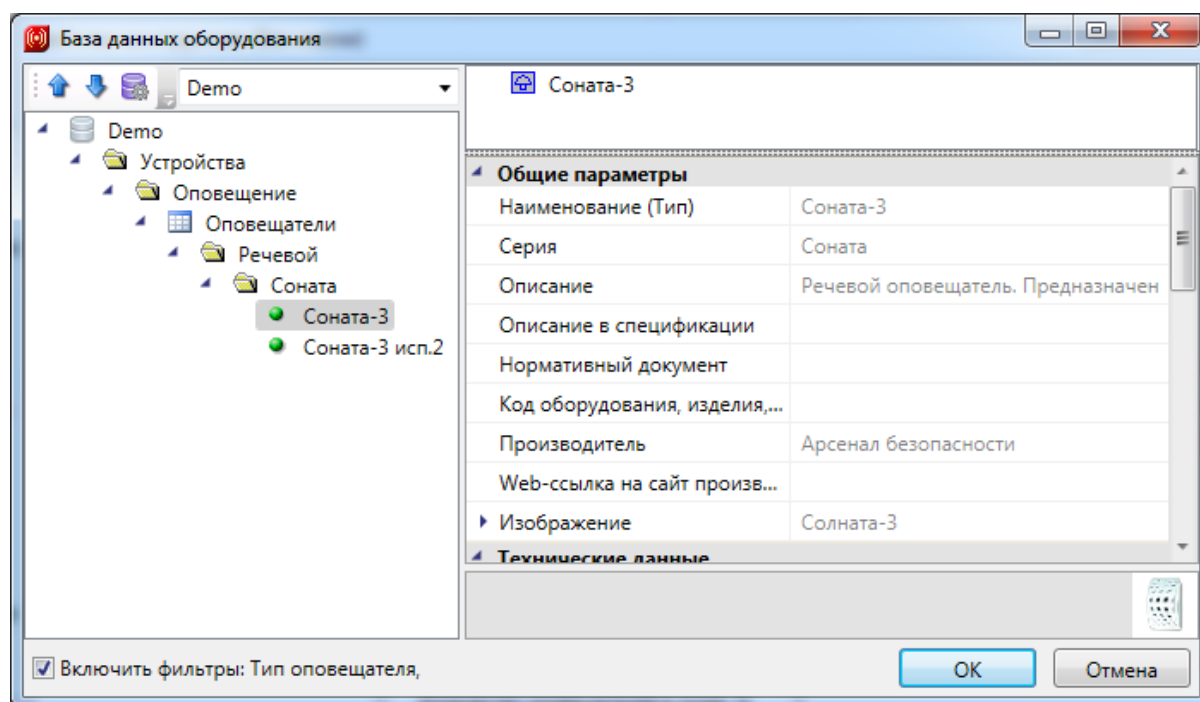 База данных оборудования
Demo
Demo
Устройства
Оповещение
Оповещатели
Речевой
Соната
Соната-3
Соната-3 исп.2
Соната-3
Общие параметры
Наименование (Тип) Соната-3
Серия Соната
Описание Речевой оповещатель. Предназначен
Описание в спецификации
Нормативный документ
Код оборудования, изделия,...
Производитель Арсенал безопасности
Web-ссылка на сайт произв...
Изображение Солната-3
Технические данные
Включить фильтры: Тип оповещателя,
OK Отмена